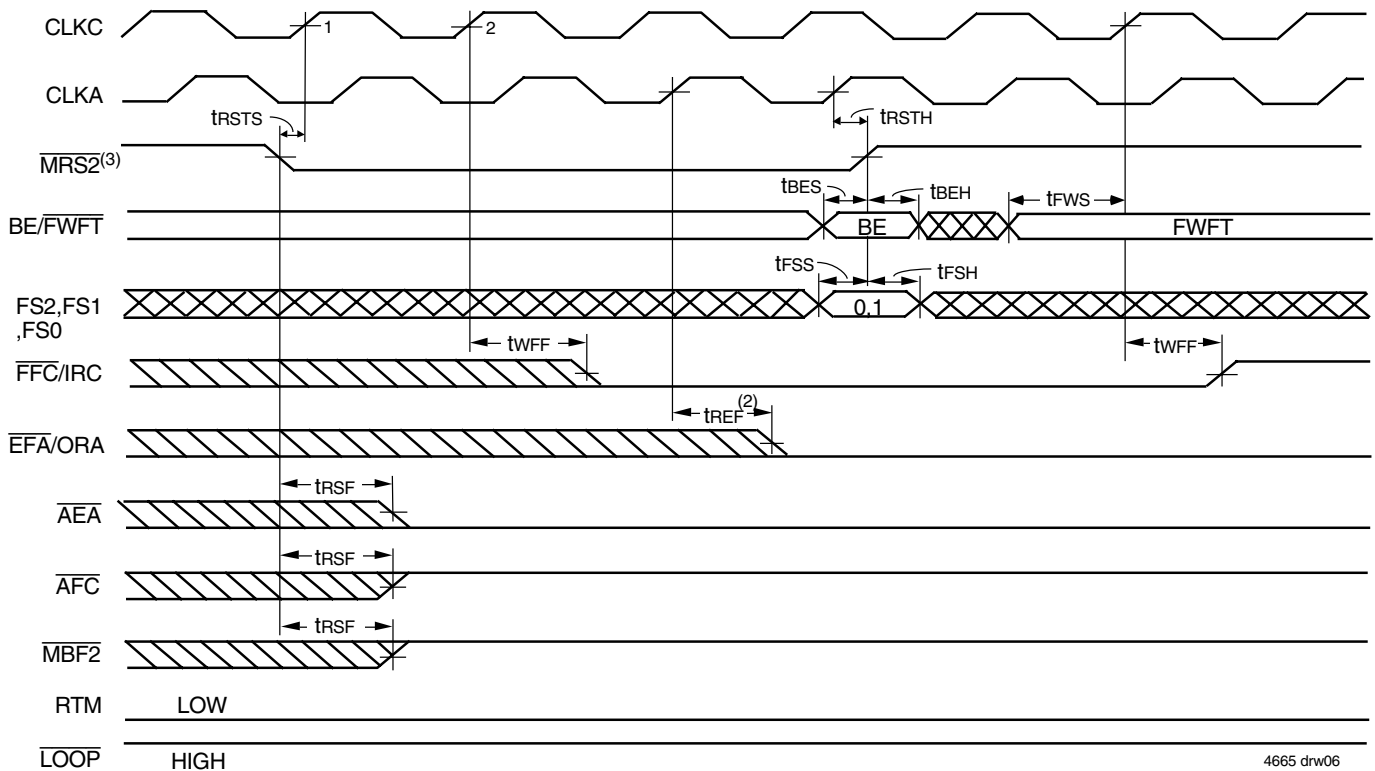 CLKC
1
2
CLKA
tRSTS
tRSTH
MRS2(3)
tBES
tBEH
tFWS
BE/FWFT
BE
FWFT
tFSS
tFSH
FS2,FS1
,FS0
0,1
tWFF
tWFF
FFC/IRC
tREF(2)
EFA/ORA
tRSF
AEA
tRSF
AFC
tRSF
MBF2
RTM
LOW
LOOP
HIGH
4665 drw06